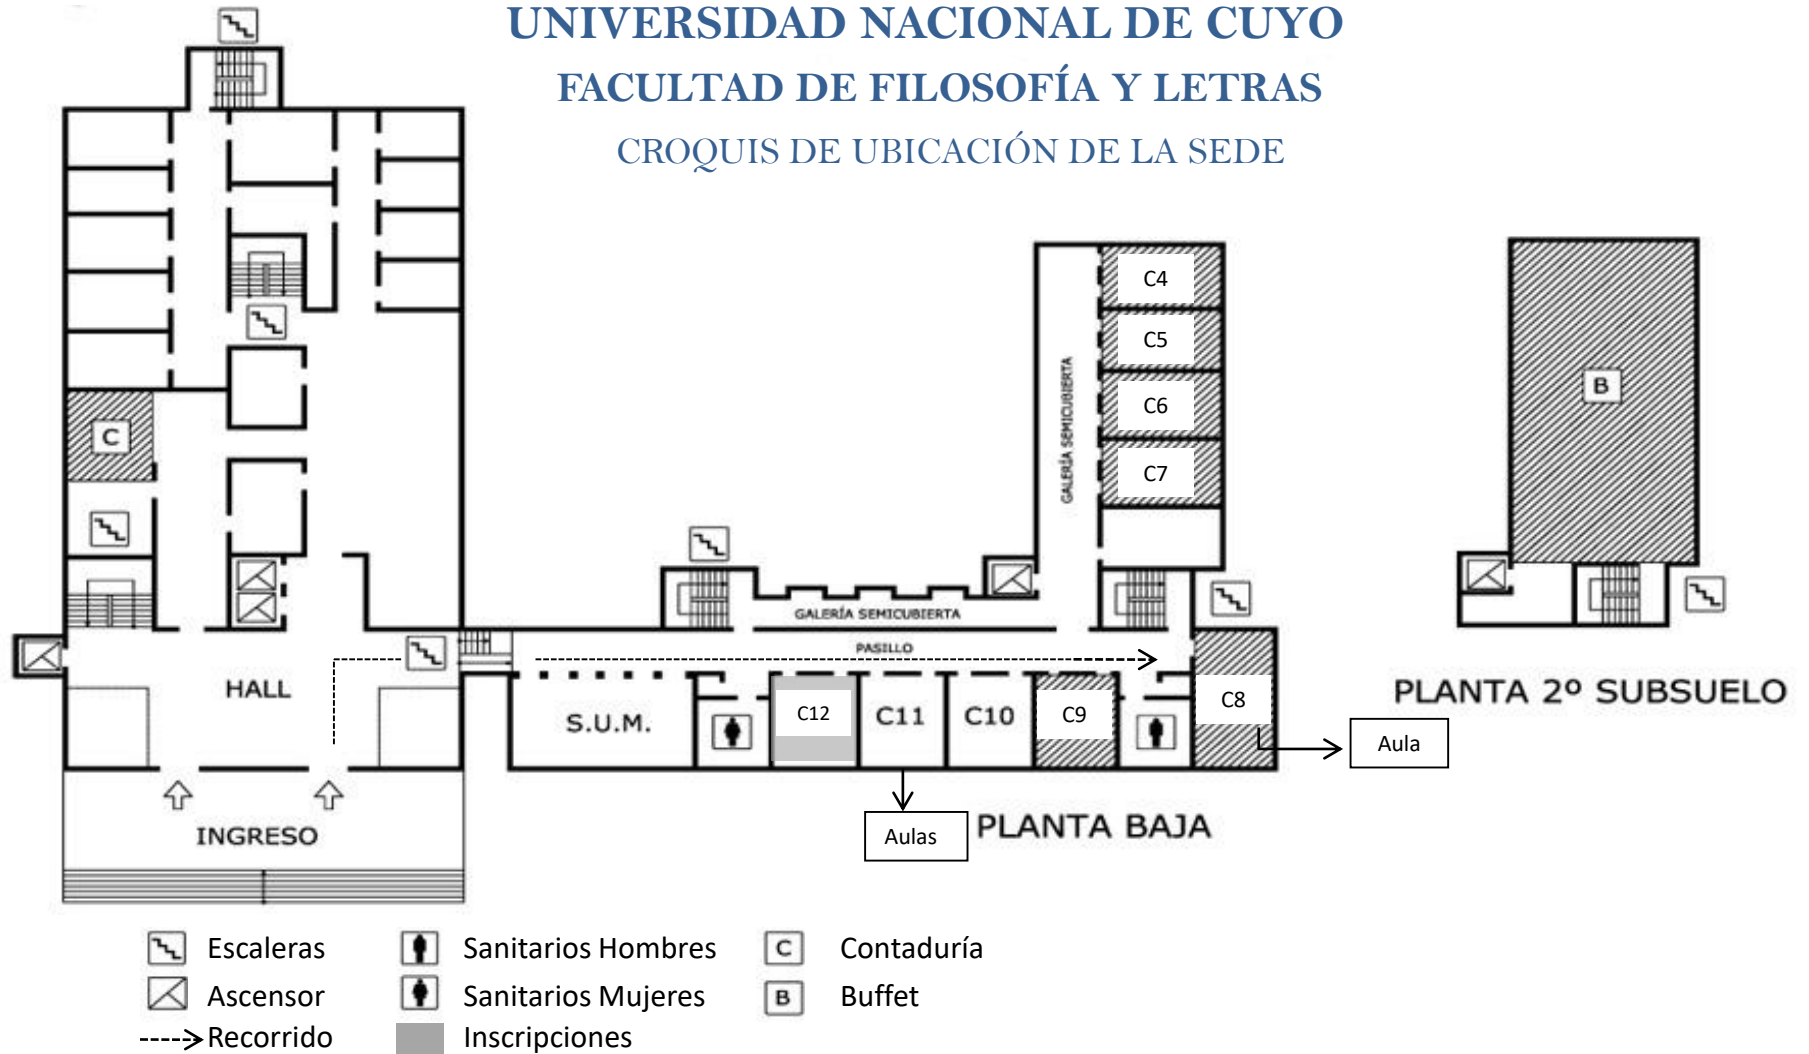 UNIVERSIDAD NACIONAL DE CUYO
FACULTAD DE FILOSOFÍA Y LETRAS
CROQUIS DE UBICACIÓN DE LA SEDE
C4
C5
C6
C7
GALERÍA SEMICUBIERTA
B
C
GALERÍA SEMICUBIERTA
PASILLO
HALL
S.U.M.
C12
C11
C10
C9
C8
PLANTA 2º SUBSUELO
Aula
INGRESO
Aulas
PLANTA BAJA
Escaleras
Sanitarios Hombres
C
Contaduría
Ascensor
Sanitarios Mujeres
B
Buffet
Recorrido
Inscripciones